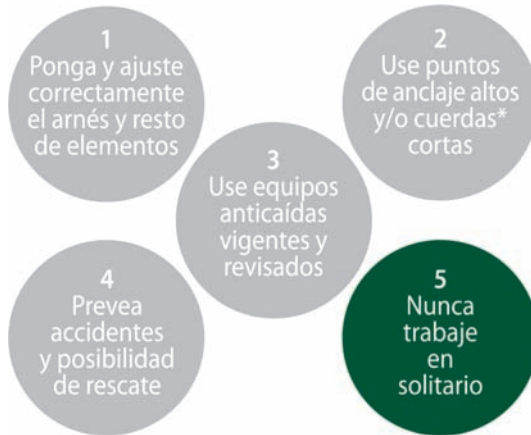 1
Ponga y ajuste
correctamente
el arnés y resto
de elementos
2
Use puntos
de anclaje altos
y/o cuerdas*
cortas
3
Use equipos
anticaídas
vigentes y
revisados
4
Prevea
accidentes
y posibilidad
de rescate
5
Nunca
trabaje
en
solitario